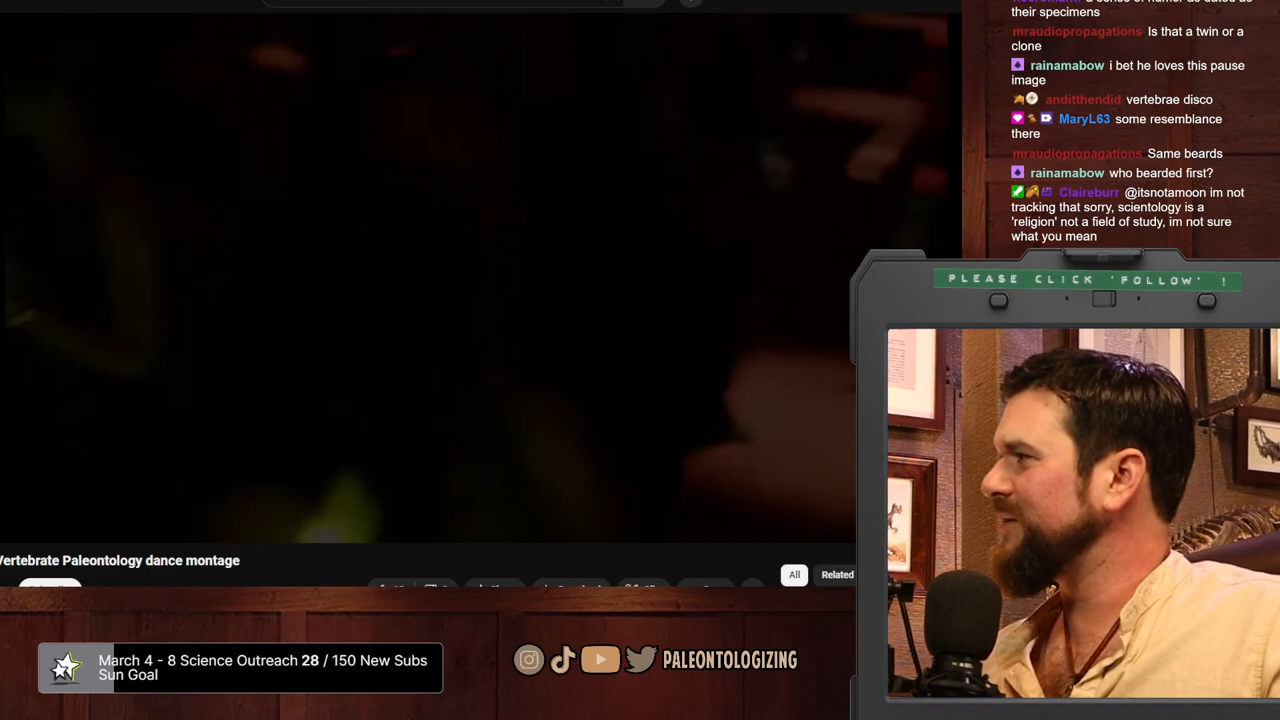 their specimens
mraudiopropagations Is that a twin or a
clone
rainamabow i bet he loves this pause
image
anditthendid vertebrae disco
MaryL63 some resemblance
there
mraudiopropagations Same beards
rainamabow who bearded first?
Claireburr @itsnotamoon im not
tracking that sorry, scientology is a
'religion' not a field of study, im not sure
what you mean
PLEASE CLICK 'FOLLOW' !
Vertebrate Paleontology dance montage
All
Related
March 4 - 8 Science Outreach 28 / 150 New Subs
Sun Goal
PALEONTOLOGIZING